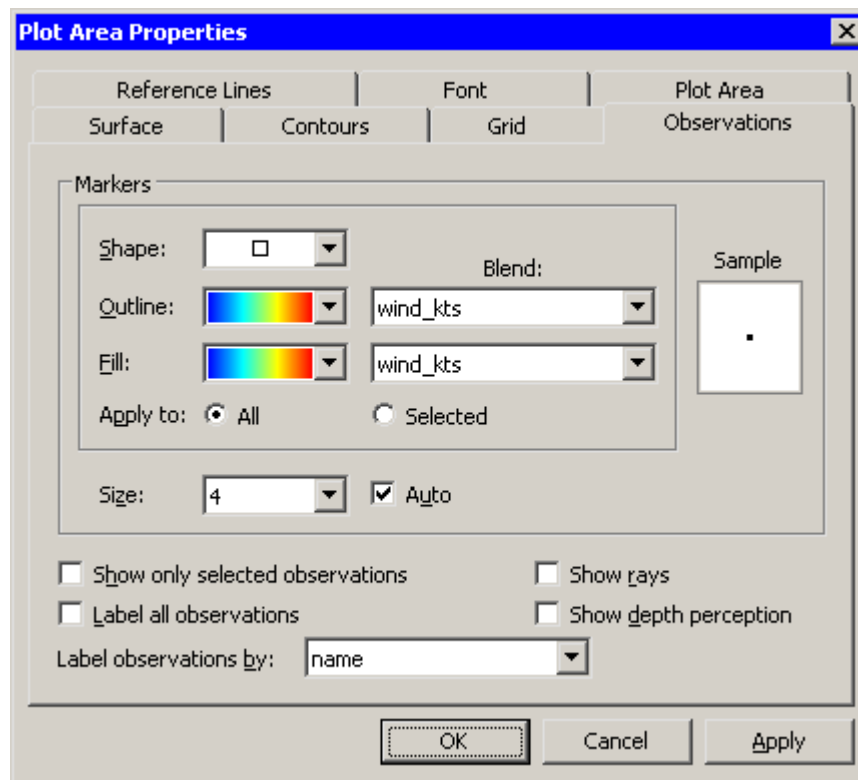 Plot Area Properties
Reference Lines Font Plot Area
Surface Contours Grid Observations
Markers
Shape:
Blend:
Sample
Outline: wind_kts
Fill: wind_kts
Apply to: All Selected
Size: 4 Auto
Show only selected observations Show rays
Label all observations Show depth perception
Label observations by: name
OK Cancel Apply